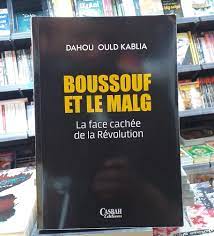 DAHOU OULD KABLIA
BOUSSOUF
ET LE MALG
La face cachée
de la Révolution
CASBAH
Editions